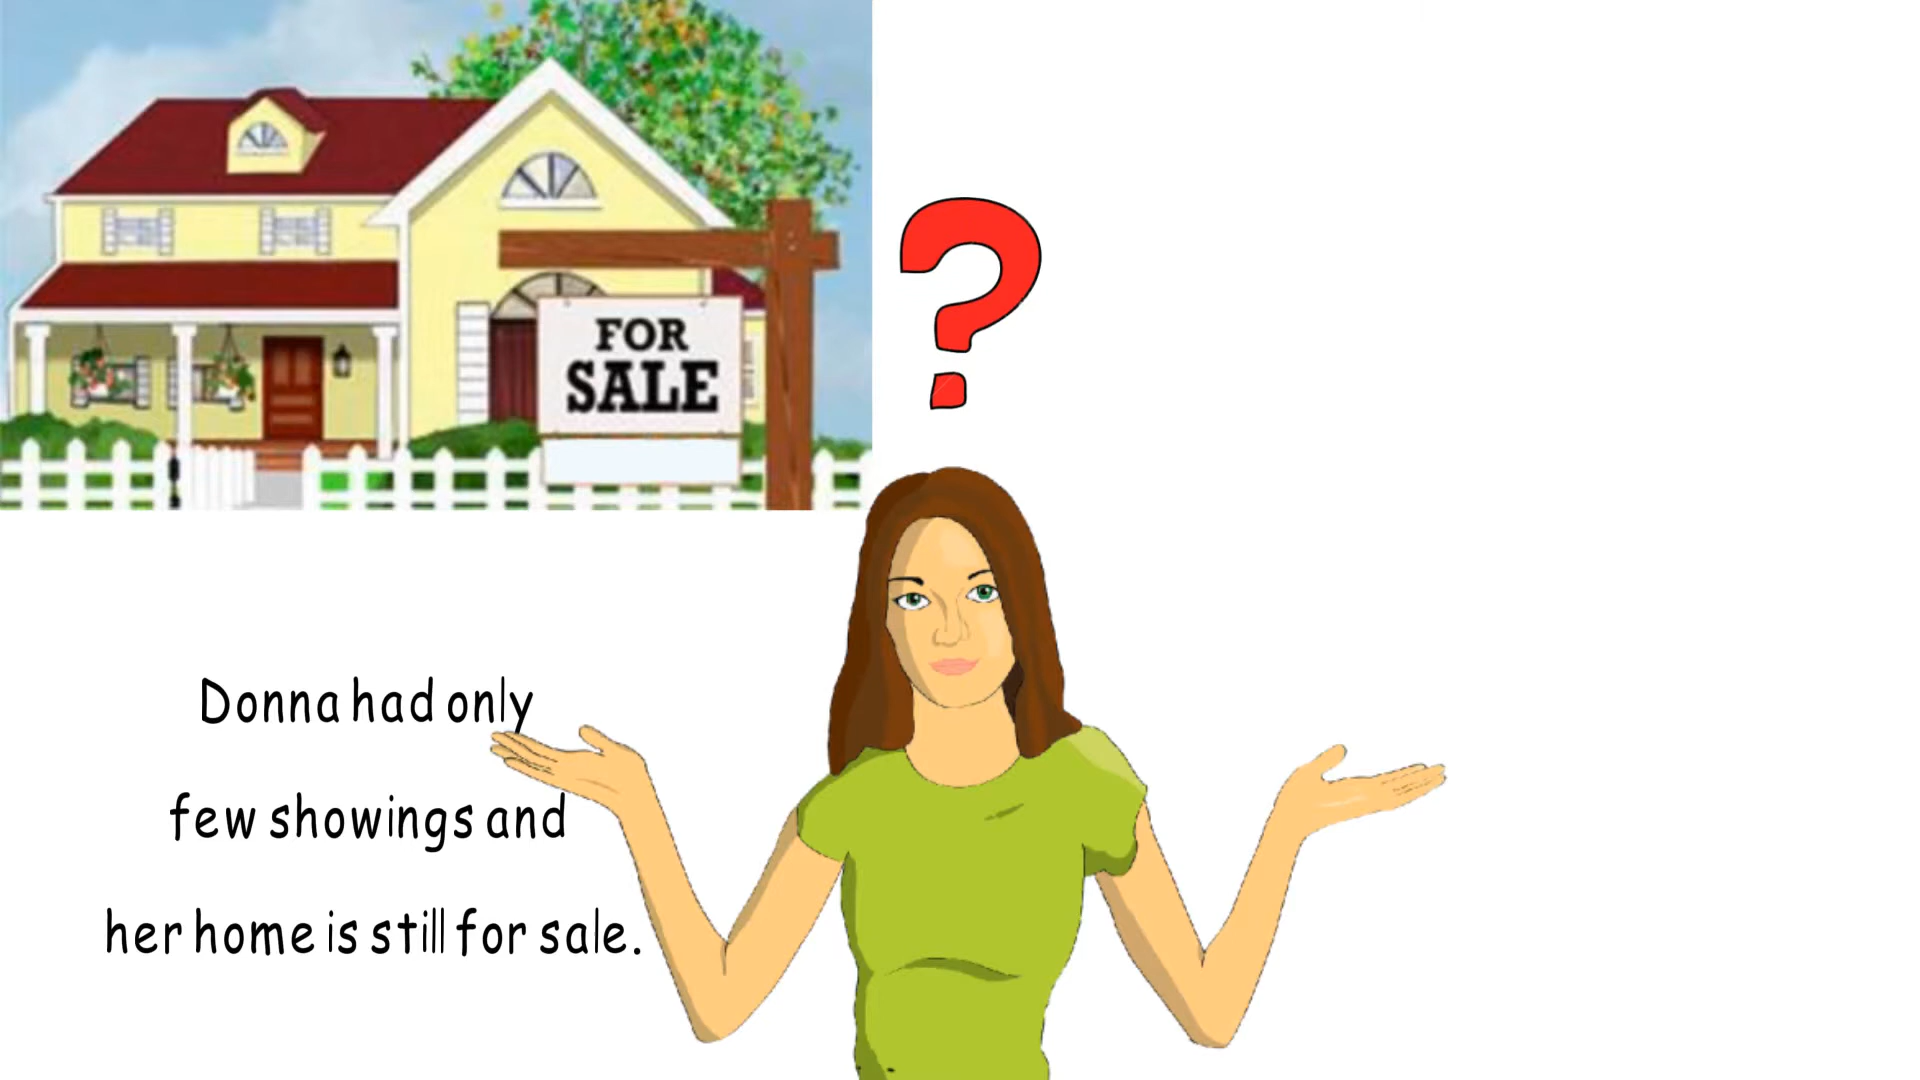 FOR
SALE
?
Donna had only
few showings and
her home is still for sale.